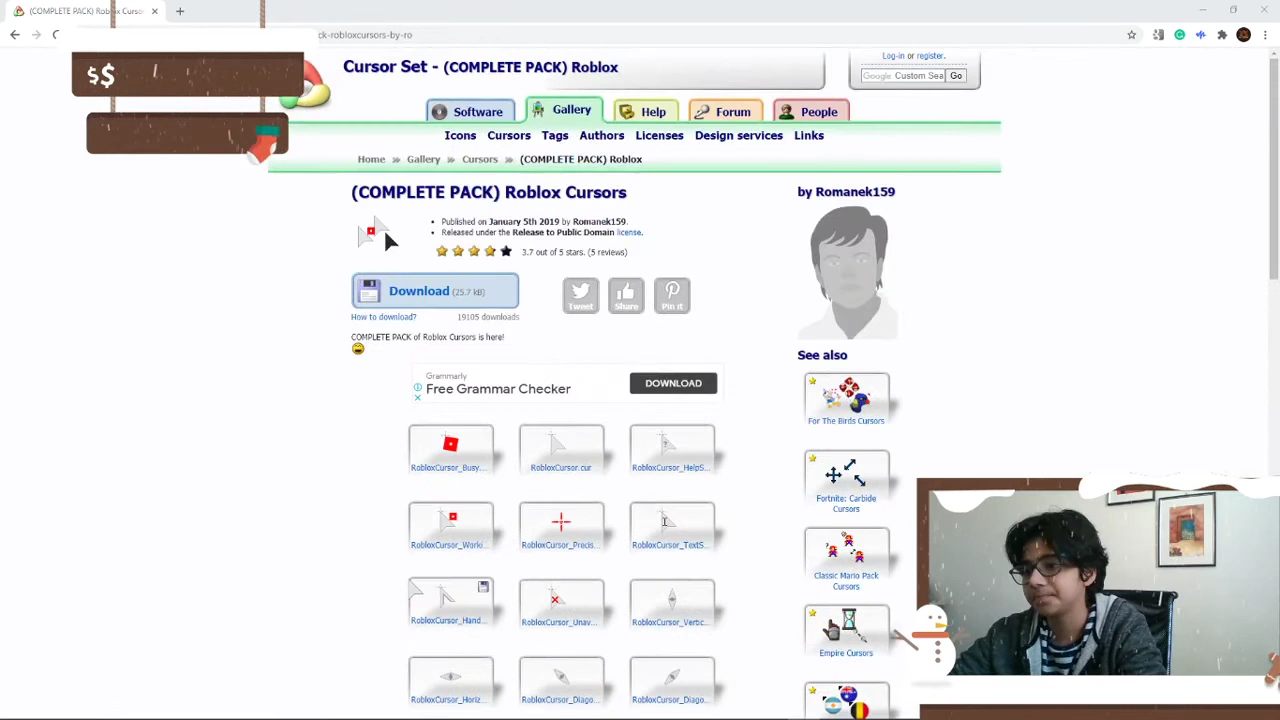 (COMPLETE PACK) Roblox Curso
ck-robloxcursors-by-ro
$$
Cursor Set - (COMPLETE PACK) Roblox
Log-in or register.
Google Custom Sea
Go
Software
Gallery
Help
Forum
People
Icons Cursors Tags Authors Licenses Design services Links
Home » Gallery » Cursors » (COMPLETE PACK) Roblox
(COMPLETE PACK) Roblox Cursors
by Romanek159
• Published on January 5th 2019 by Romanek159.
• Released under the Release to Public Domain license.
3.7 out of 5 stars. (5 reviews)
Download (25.7 kB)
Tweet
Share
Pin it
How to download?
19105 downloads
COMPLETE PACK of Roblox Cursors is here!
See also
Grammarly
Free Grammar Checker
DOWNLOAD
For The Birds Cursors
RobloxCursor_Busy...
RobloxCursor.cur
RobloxCursor_HelpS...
Fortnite: Carbide
Cursors
RobloxCursor_Worki...
RobloxCursor_Precis...
RobloxCursor_TextS...
Classic Mario Pack
Cursors
RobloxCursor_Hand...
RobloxCursor_Unav...
RobloxCursor_Vertic...
Empire Cursors
RobloxCursor_Horiz...
RobloxCursor_Diago...
RobloxCursor_Diago...